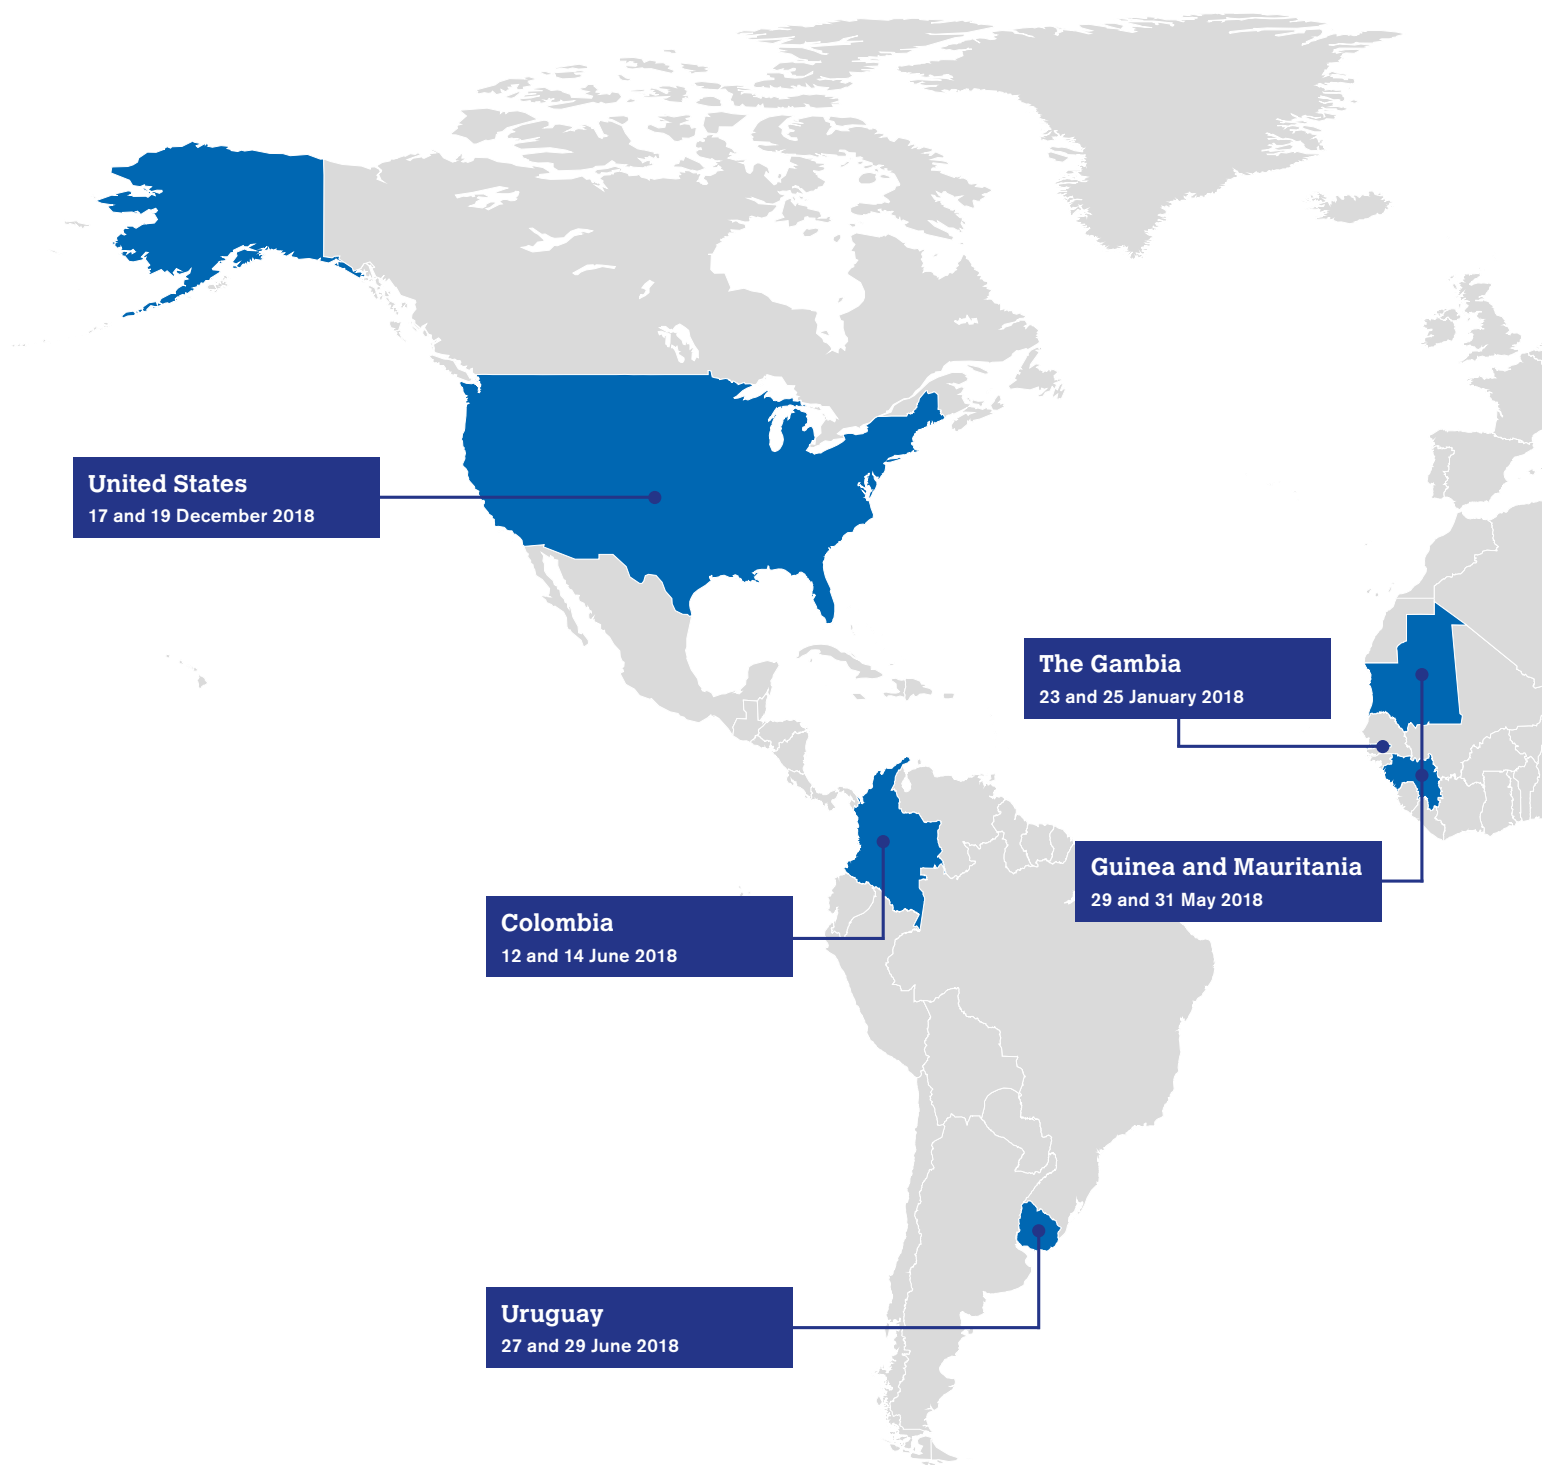 United States
17 and 19 December 2018
The Gambia
23 and 25 January 2018
Guinea and Mauritania
29 and 31 May 2018
Colombia
12 and 14 June 2018
Uruguay
27 and 29 June 2018